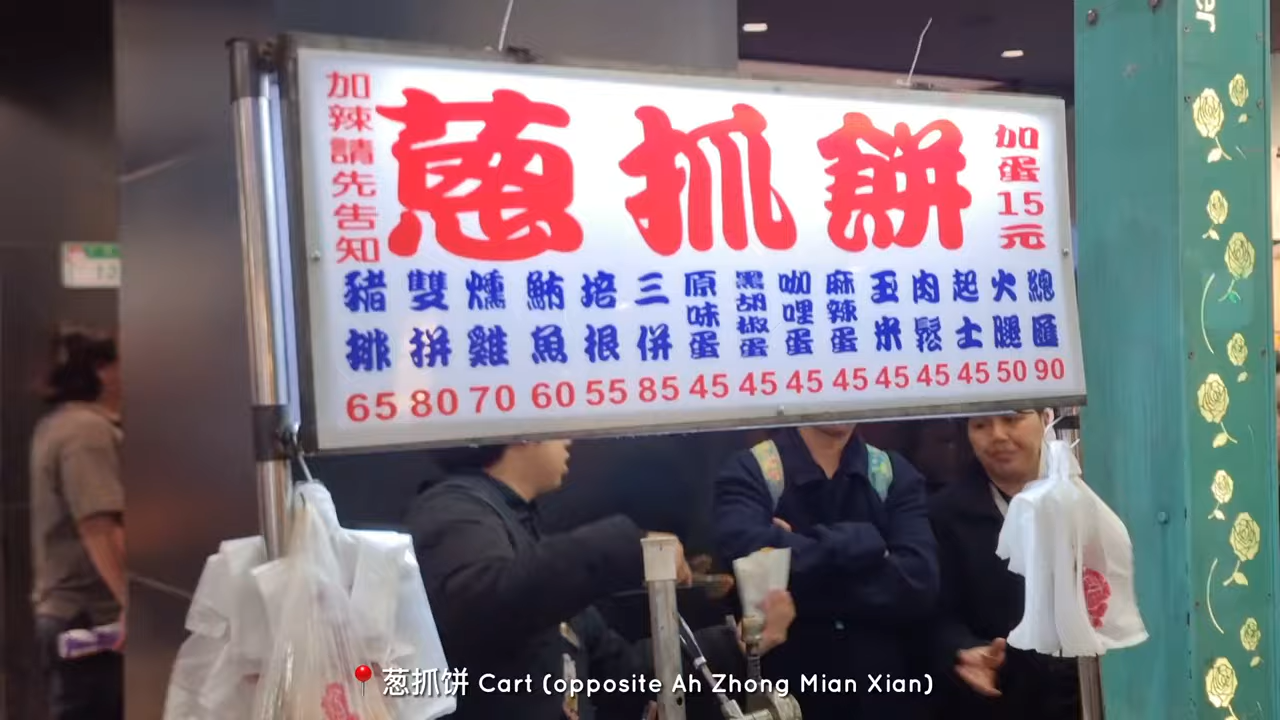 加辣請先告知
蔥抓餅
加蛋15元
豬排 雙拼 燻雞 鮪魚 培根 三併 原味蛋 黑胡椒蛋 咖哩蛋 麻辣蛋 玉米 肉鬆 起士 火腿 總匯
65 80 70 60 55 85 45 45 45 45 45 45 45 50 90
📍葱抓饼 Cart (opposite Ah Zhong Mian Xian)